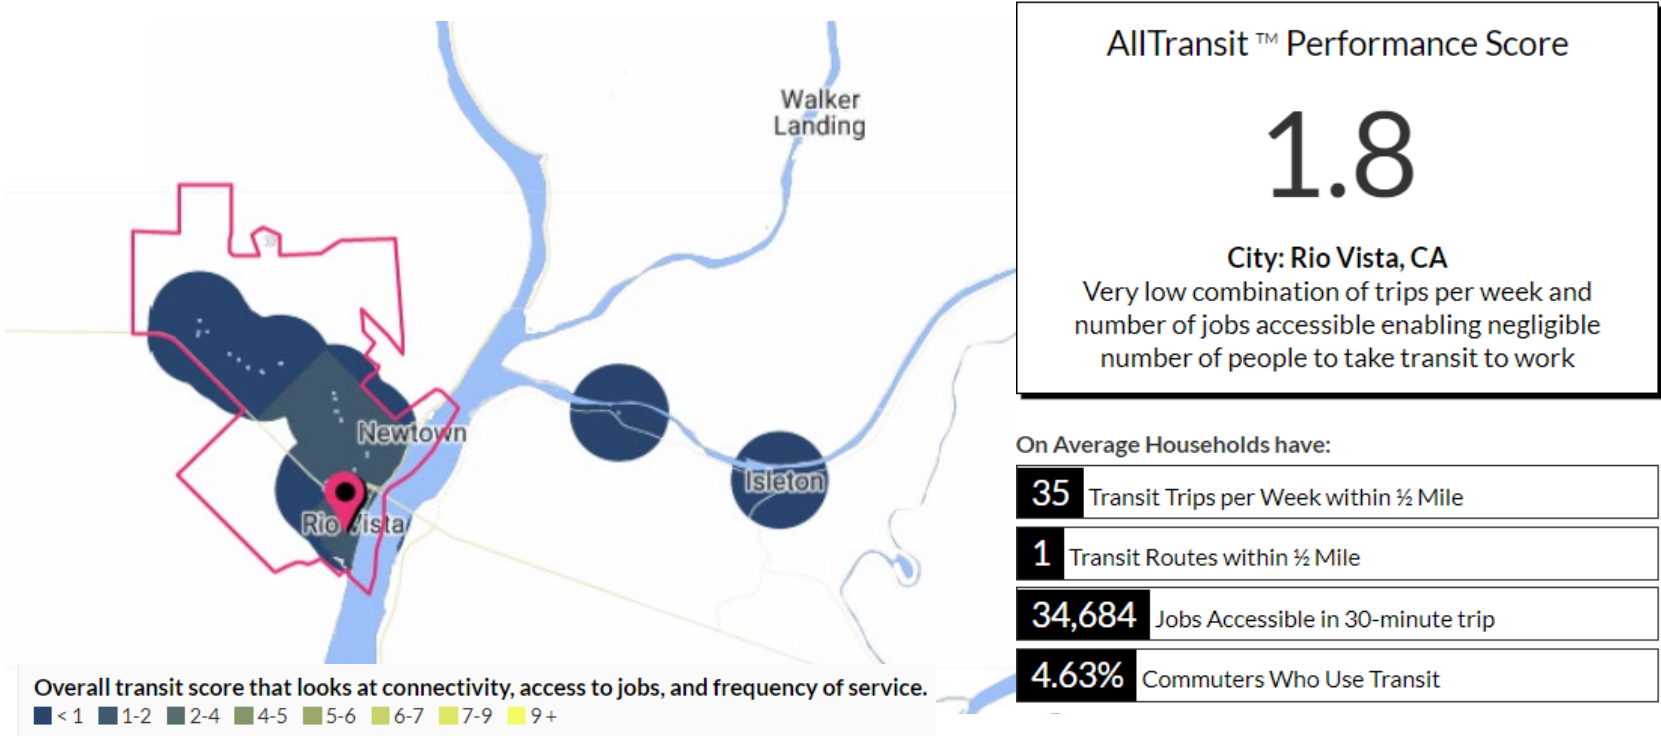 Walker
Landing
Newtown
Rio Vista
Isleton
Overall transit score that looks at connectivity, access to jobs, and frequency of service.
< 1 1-2 2-4 4-5 5-6 6-7 7-9 9 +
AllTransit ™ Performance Score
1.8
City: Rio Vista, CA
Very low combination of trips per week and
number of jobs accessible enabling negligible
number of people to take transit to work
On Average Households have:
35 Transit Trips per Week within ½ Mile
1 Transit Routes within ½ Mile
34,684 Jobs Accessible in 30-minute trip
4.63% Commuters Who Use Transit